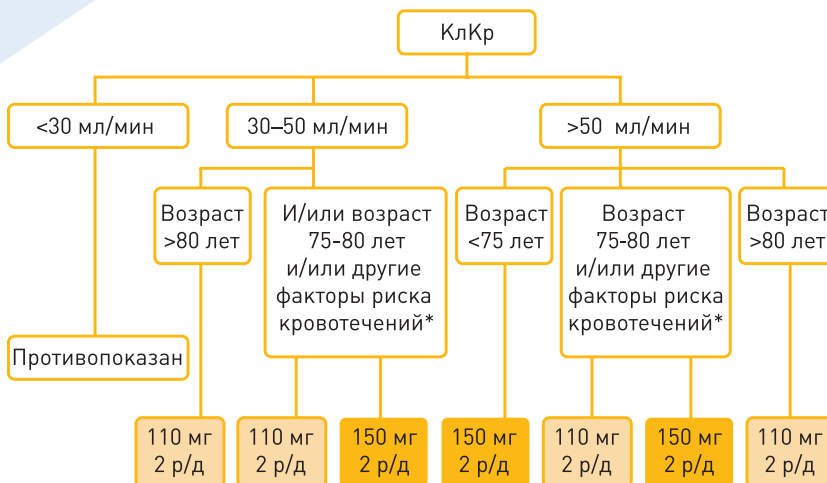 КлКр
<30 мл/мин
30–50 мл/мин
>50 мл/мин
Возраст
>80 лет
И/или возраст
75-80 лет
и/или другие
факторы риска
кровотечений*
Возраст
<75 лет
Возраст
75-80 лет
и/или другие
факторы риска
кровотечений*
Возраст
>80 лет
Противопоказан
110 мг
2 р/д
110 мг
2 р/д
150 мг
2 р/д
150 мг
2 р/д
110 мг
2 р/д
150 мг
2 р/д
110 мг
2 р/д